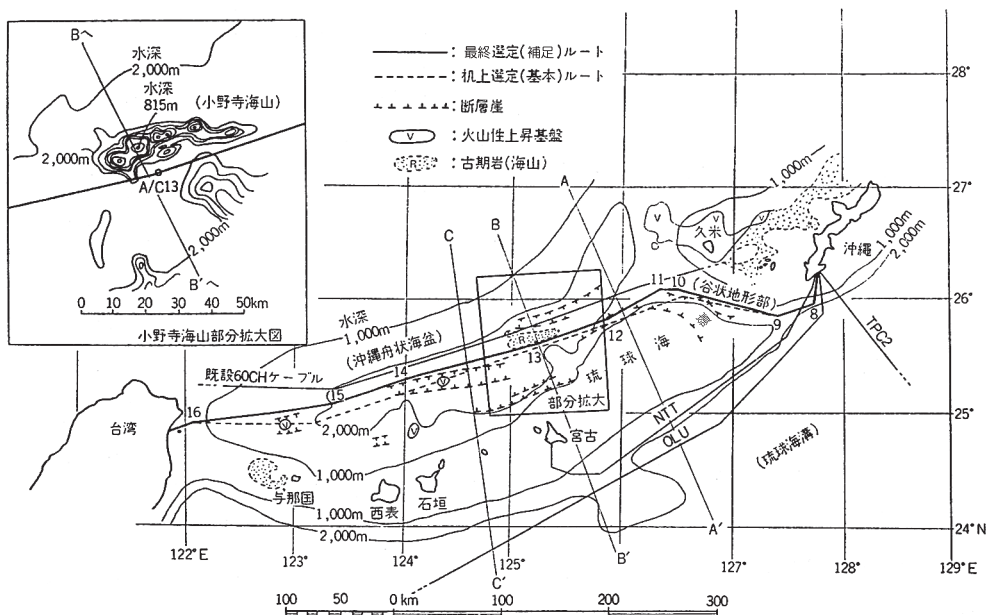 Bへ
水深
2,000m
水深
815m
(小野寺海山)
2,000m
A/C13
2,000m
B′へ
0 10 20 30 40 50km
小野寺海山部分拡大図
：最終選定(補足)ルート
：机上選定(基本)ルート
：断層崖
V ：火山性上昇基盤
R ：古期岩(海山)
28°
27°
26°
25°
24°N
1,000m
V
V
V
久米
沖縄
1,000m
2,000m
A
B
C
11 10
(谷状地形部)
9
8
TPC2
水深
1,000m
(沖縄舟状海盆)
R
12
13
14
琉球海嶺
既設60CHケーブル
15
16
V
V
V
部分拡大
台湾
2,000m
宮古
NTT
OLU
(琉球海溝)
1,000m
与那国
西表
石垣
1,000m
2,000m
A′
B′
C′
122°E
123°
124°
125°
126°
127°
128°
129°E
100 50 0 km 100 200 300